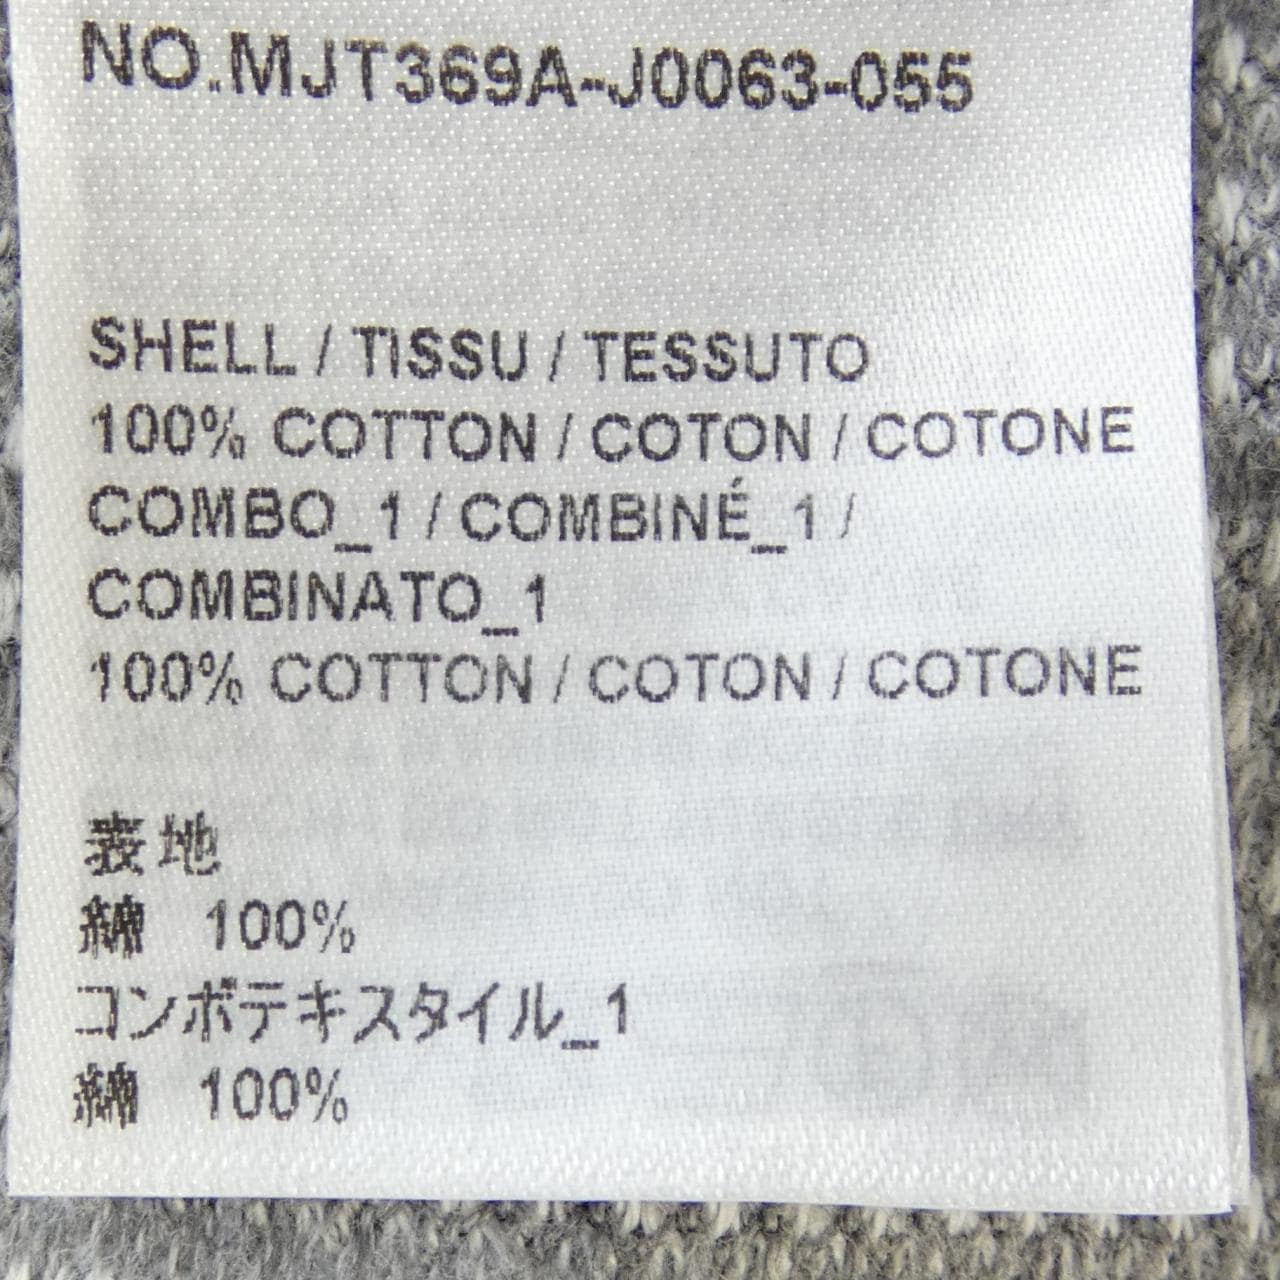 NO.MJT369A-J0063-055
SHELL / TISSU / TESSUTO
100% COTTON / COTON / COTONE
COMBO_1 / COMBINÉ_1 /
COMBINATO_1
100% COTTON / COTON / COTONE
表地
綿 100%
コンボテキスタイル_1
綿 100%